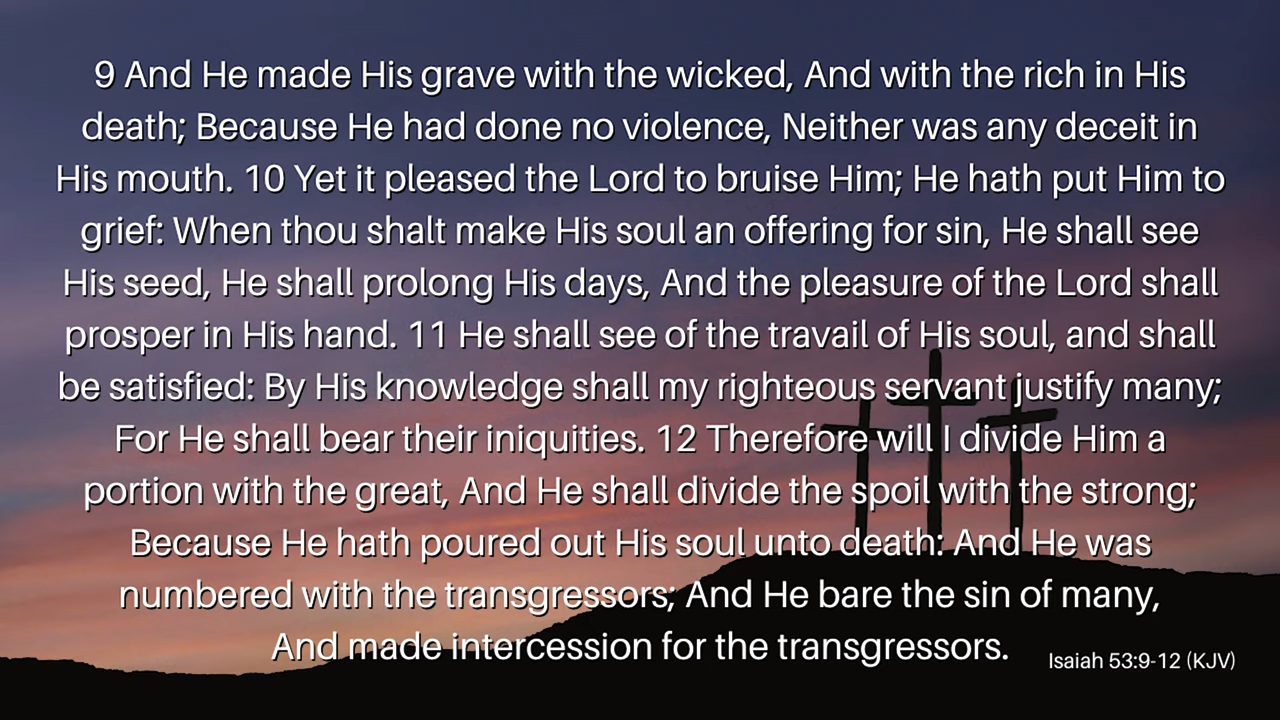 9 And He made His grave with the wicked, And with the rich in His
death; Because He had done no violence, Neither was any deceit in
His mouth. 10 Yet it pleased the Lord to bruise Him; He hath put Him to
grief: When thou shalt make His soul an offering for sin, He shall see
His seed, He shall prolong His days, And the pleasure of the Lord shall
prosper in His hand. 11 He shall see of the travail of His soul, and shall
be satisfied: By His knowledge shall my righteous servant justify many;
For He shall bear their iniquities. 12 Therefore will I divide Him a
portion with the great, And He shall divide the spoil with the strong;
Because He hath poured out His soul unto death: And He was
numbered with the transgressors; And He bare the sin of many,
And made intercession for the transgressors.
Isaiah 53:9-12 (KJV)